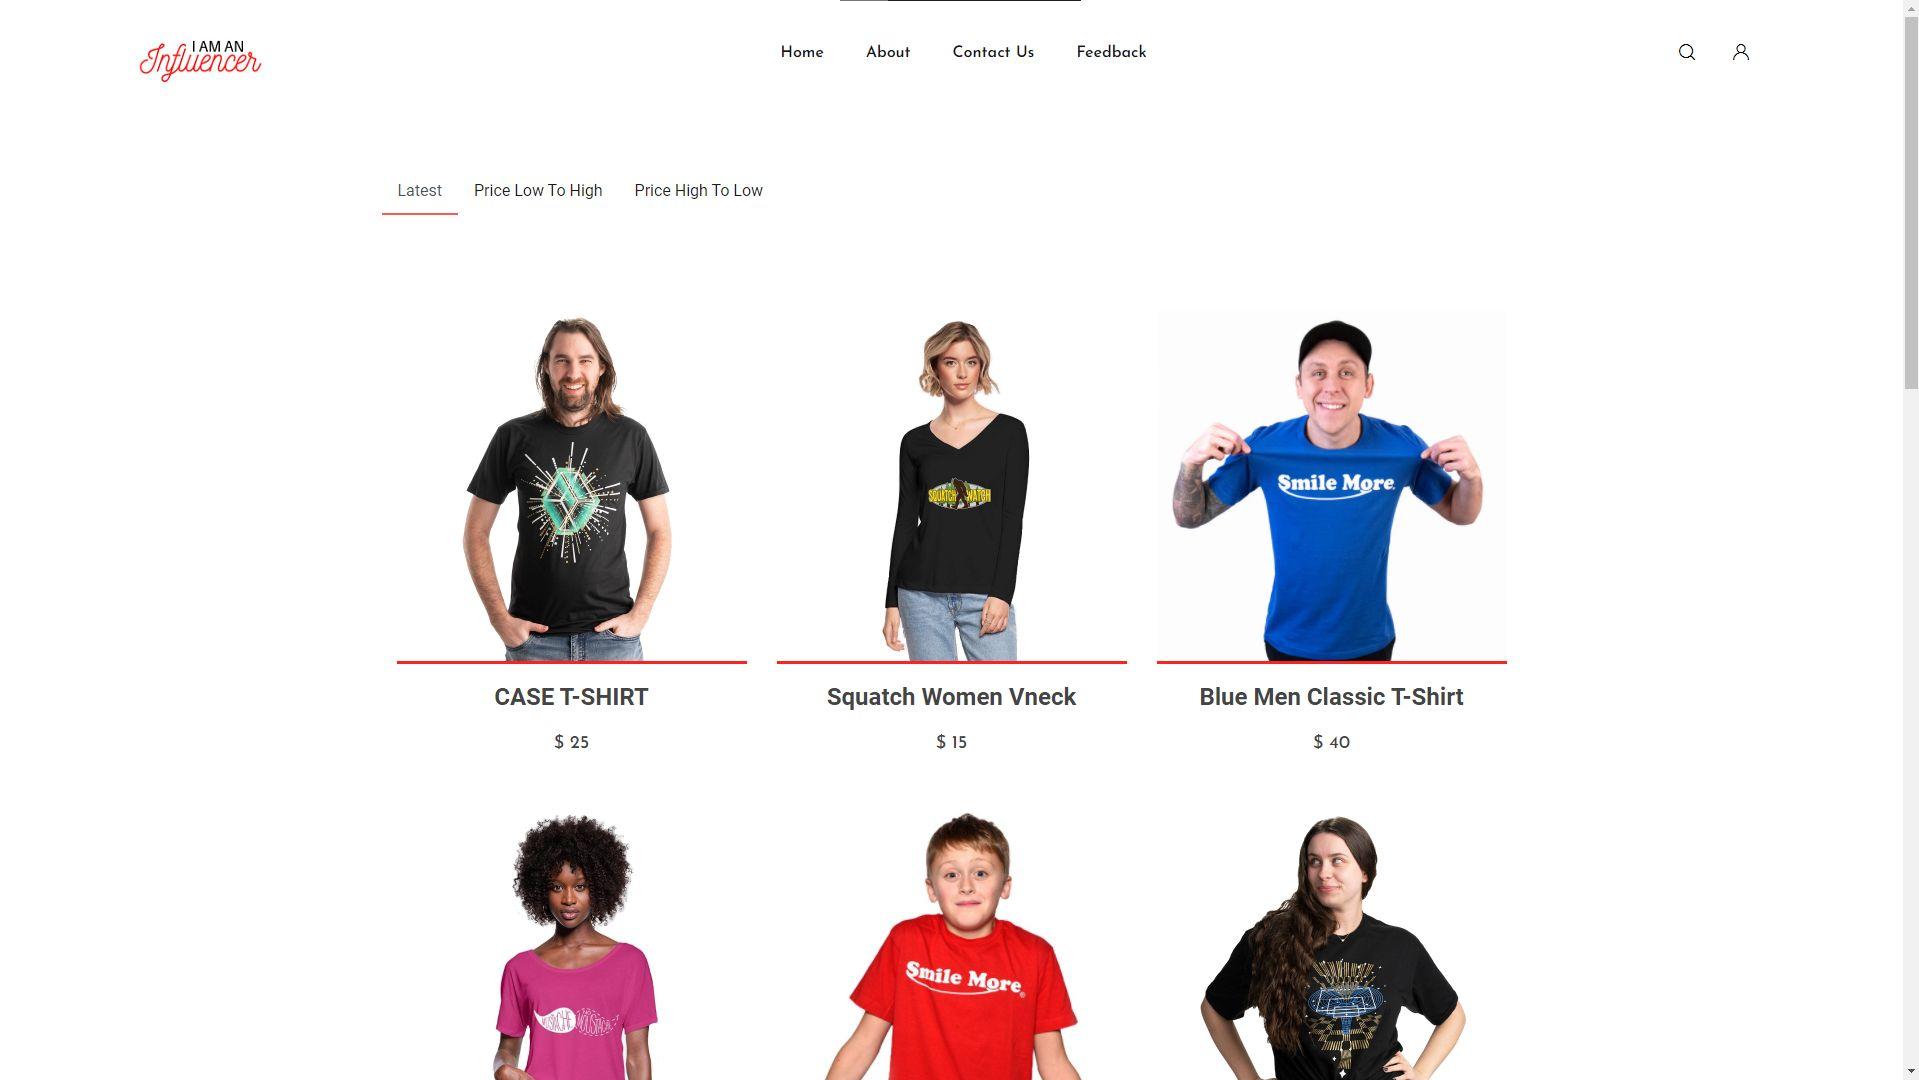 I AM AN
Influencer
Home
About
Contact Us
Feedback
Latest
Price Low To High
Price High To Low
SQUATCH WATCH
Smile More
CASE T-SHIRT
Squatch Women Vneck
Blue Men Classic T-Shirt
$ 25
$ 15
$ 40
Smile More®